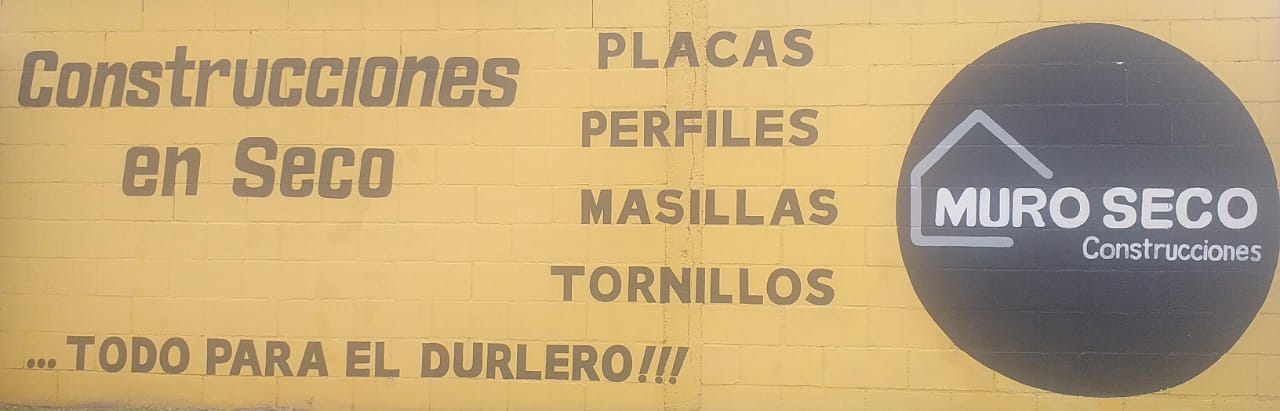 Construcciones
en Seco
PLACAS
PERFILES
MASILLAS
TORNILLOS
... TODO PARA EL DURLERO!!!
MURO SECO
Construcciones